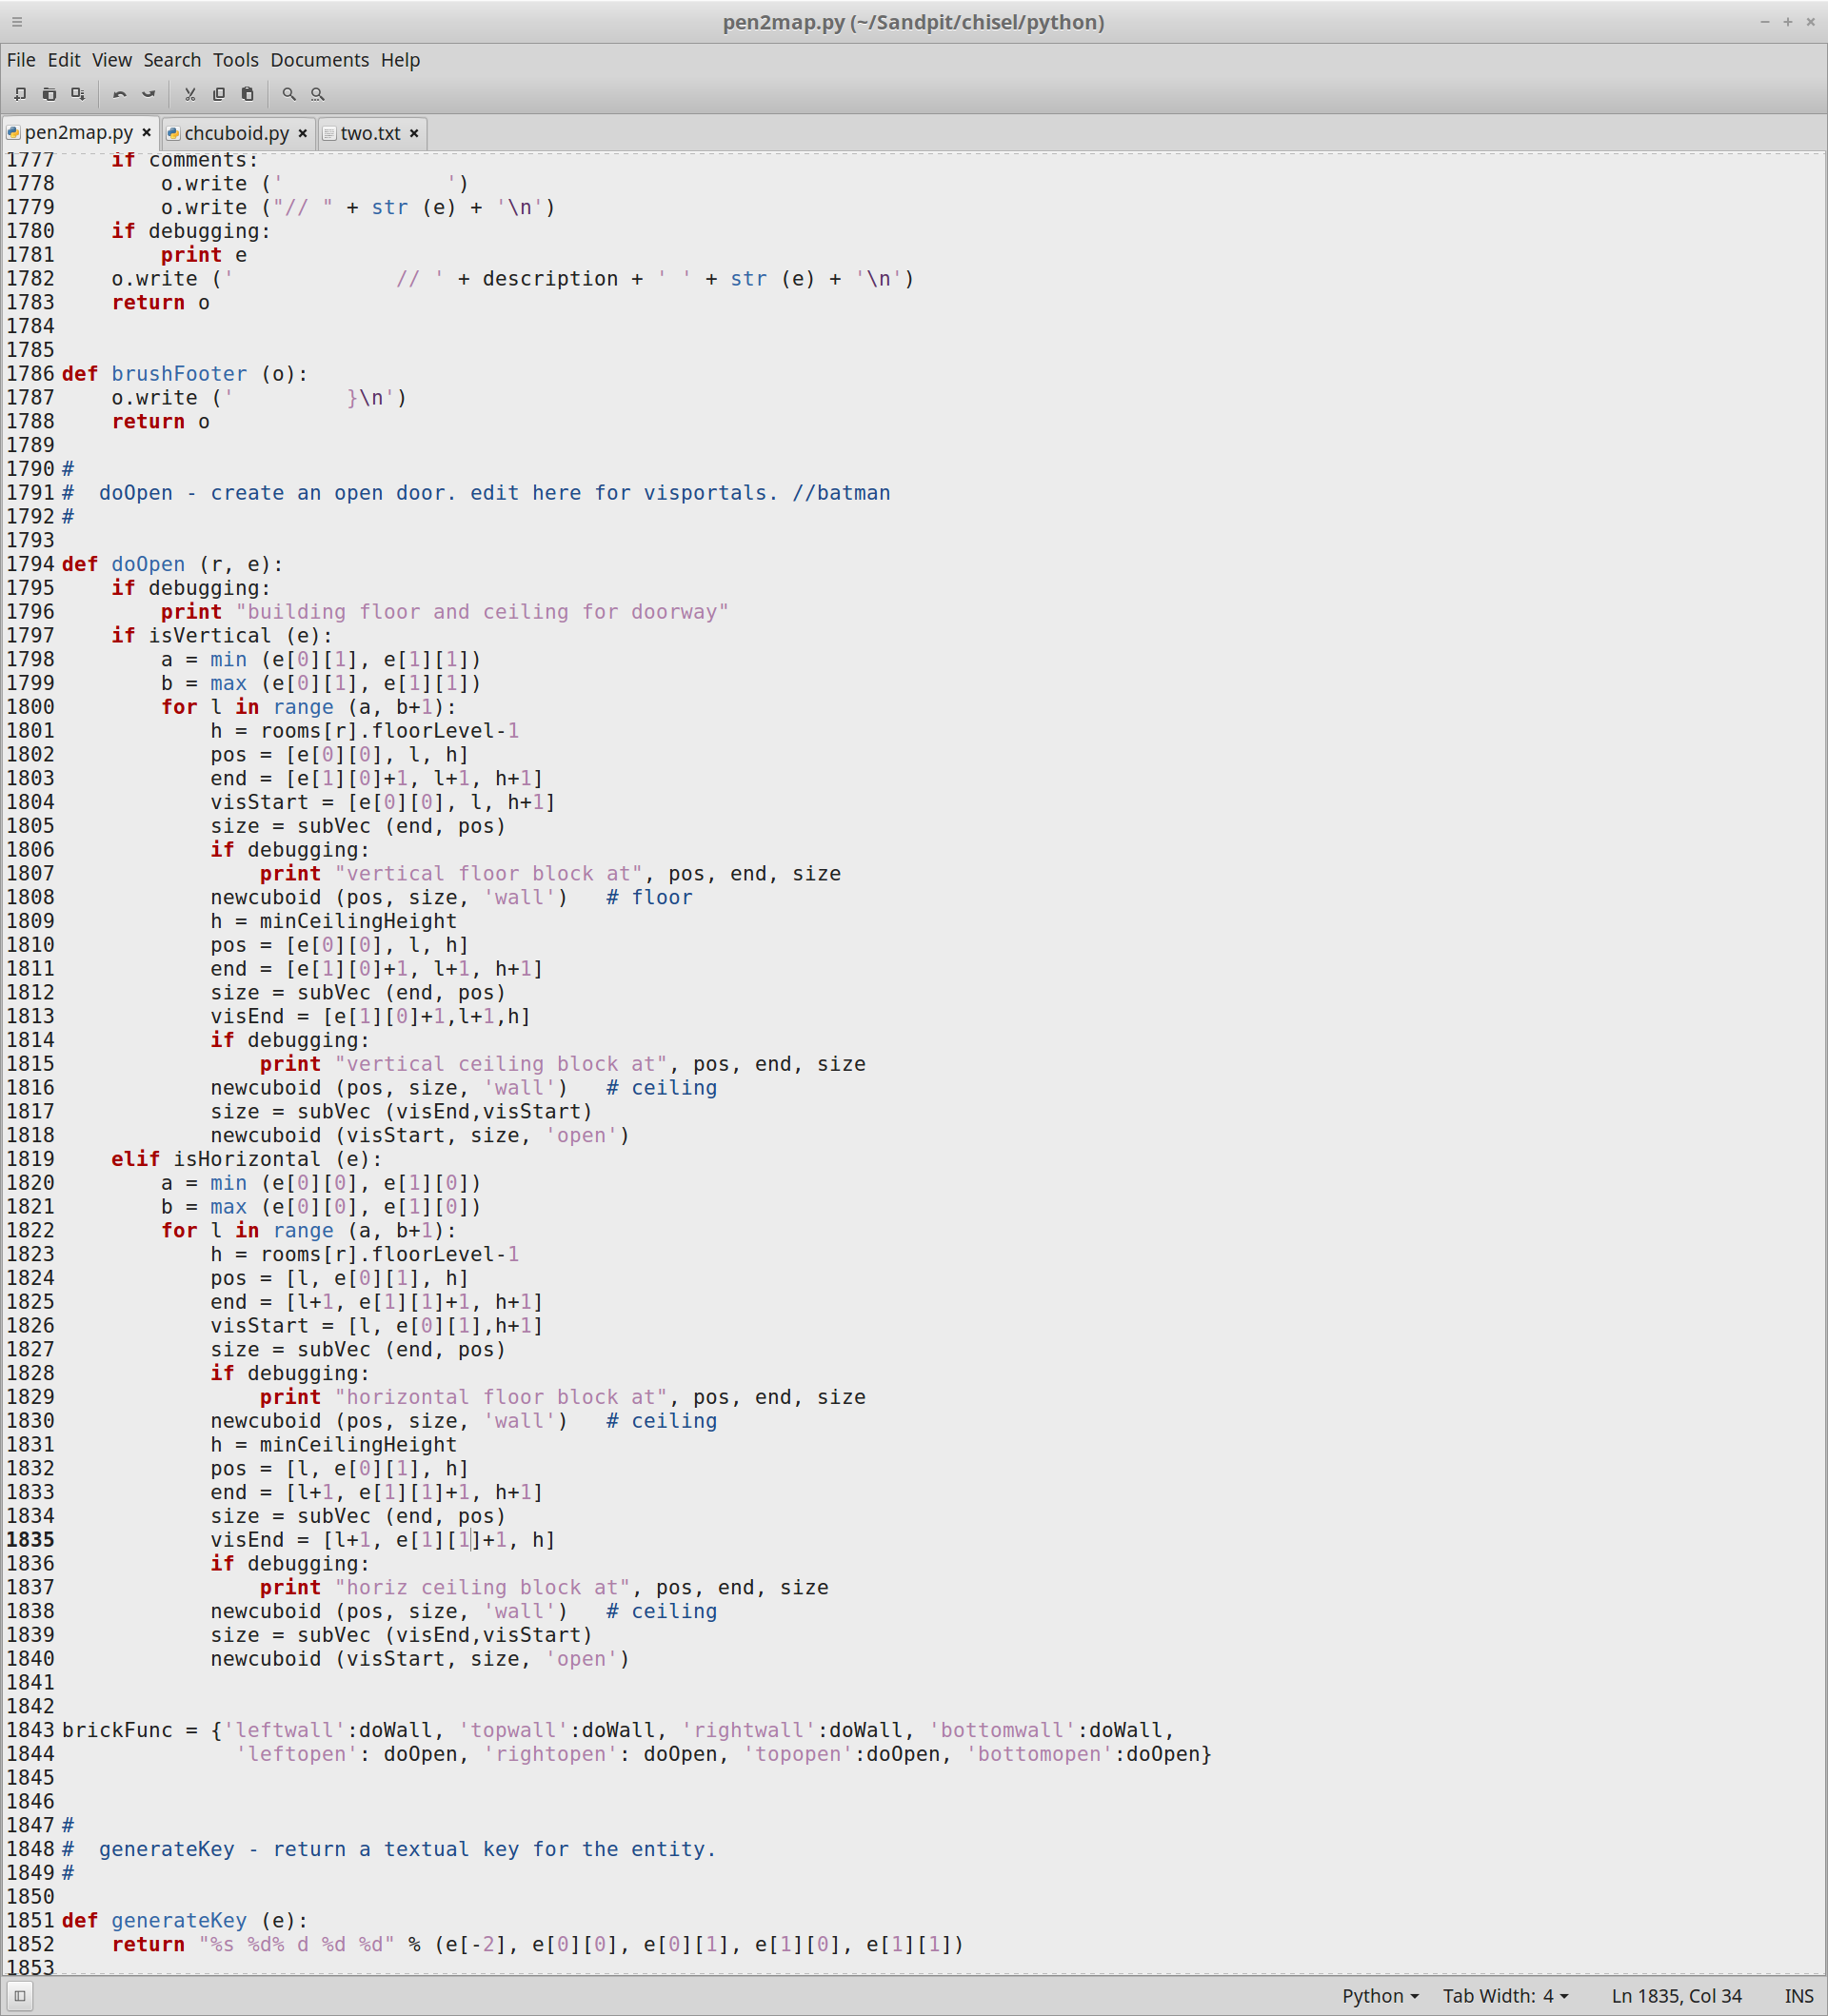 pen2map.py (~/Sandpit/chisel/python)
File Edit View Search Tools Documents Help
pen2map.py × chcuboid.py × two.txt ×
1777     if comments:
1778         o.write ('             ')
1779         o.write ("// " + str (e) + '\n')
1780     if debugging:
1781         print e
1782     o.write ('             // ' + description + ' ' + str (e) + '\n')
1783     return o
1784
1785
1786 def brushFooter (o):
1787     o.write ('         }\n')
1788     return o
1789
1790 #
1791 #  doOpen - create an open door. edit here for visportals. //batman
1792 #
1793
1794 def doOpen (r, e):
1795     if debugging:
1796         print "building floor and ceiling for doorway"
1797     if isVertical (e):
1798         a = min (e[0][1], e[1][1])
1799         b = max (e[0][1], e[1][1])
1800         for l in range (a, b+1):
1801             h = rooms[r].floorLevel-1
1802             pos = [e[0][0], l, h]
1803             end = [e[1][0]+1, l+1, h+1]
1804             visStart = [e[0][0], l, h+1]
1805             size = subVec (end, pos)
1806             if debugging:
1807                 print "vertical floor block at", pos, end, size
1808             newcuboid (pos, size, 'wall')   # floor
1809             h = minCeilingHeight
1810             pos = [e[0][0], l, h]
1811             end = [e[1][0]+1, l+1, h+1]
1812             size = subVec (end, pos)
1813             visEnd = [e[1][0]+1,l+1,h]
1814             if debugging:
1815                 print "vertical ceiling block at", pos, end, size
1816             newcuboid (pos, size, 'wall')   # ceiling
1817             size = subVec (visEnd,visStart)
1818             newcuboid (visStart, size, 'open')
1819     elif isHorizontal (e):
1820         a = min (e[0][0], e[1][0])
1821         b = max (e[0][0], e[1][0])
1822         for l in range (a, b+1):
1823             h = rooms[r].floorLevel-1
1824             pos = [l, e[0][1], h]
1825             end = [l+1, e[1][1]+1, h+1]
1826             visStart = [l, e[0][1],h+1]
1827             size = subVec (end, pos)
1828             if debugging:
1829                 print "horizontal floor block at", pos, end, size
1830             newcuboid (pos, size, 'wall')   # ceiling
1831             h = minCeilingHeight
1832             pos = [l, e[0][1], h]
1833             end = [l+1, e[1][1]+1, h+1]
1834             size = subVec (end, pos)
1835             visEnd = [l+1, e[1][1]+1, h]
1836             if debugging:
1837                 print "horiz ceiling block at", pos, end, size
1838             newcuboid (pos, size, 'wall')   # ceiling
1839             size = subVec (visEnd,visStart)
1840             newcuboid (visStart, size, 'open')
1841
1842
1843 brickFunc = {'leftwall':doWall, 'topwall':doWall, 'rightwall':doWall, 'bottomwall':doWall,
1844               'leftopen': doOpen, 'rightopen': doOpen, 'topopen':doOpen, 'bottomopen':doOpen}
1845
1846
1847 #
1848 #  generateKey - return a textual key for the entity.
1849 #
1850
1851 def generateKey (e):
1852     return "%s %d% d %d %d" % (e[-2], e[0][0], e[0][1], e[1][0], e[1][1])
1853
Python Tab Width: 4 Ln 1835, Col 34 INS